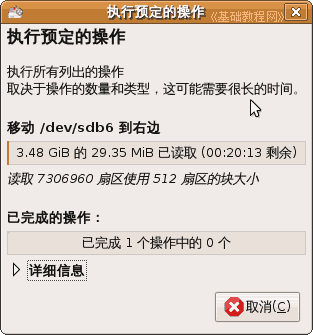 执行预定的操作
《基础教程网》
执行预定的操作
执行所有列出的操作
取决于操作的数量和类型，这可能需要很长的时间。
移动 /dev/sdb6 到右边
3.48 GiB 的 29.35 MiB 已读取 (00:20:13 剩余)
读取 7306960 扇区使用 512 扇区的块大小
已完成的操作：
已完成 1 个操作中的 0 个
详细信息
取消(C)